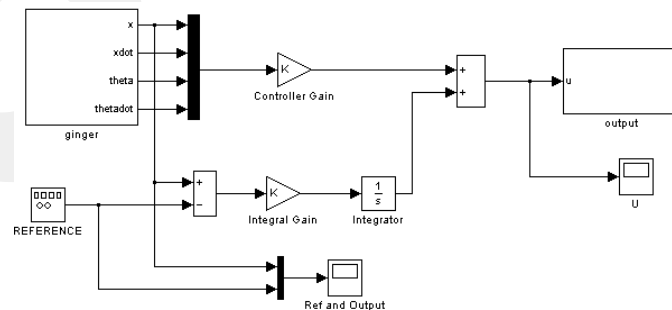 x
xdot
theta
thetadot
ginger
K
Controller Gain
+
+
u
output
U
REFERENCE
+
−
K
Integral Gain
1
s
Integrator
Ref and Output